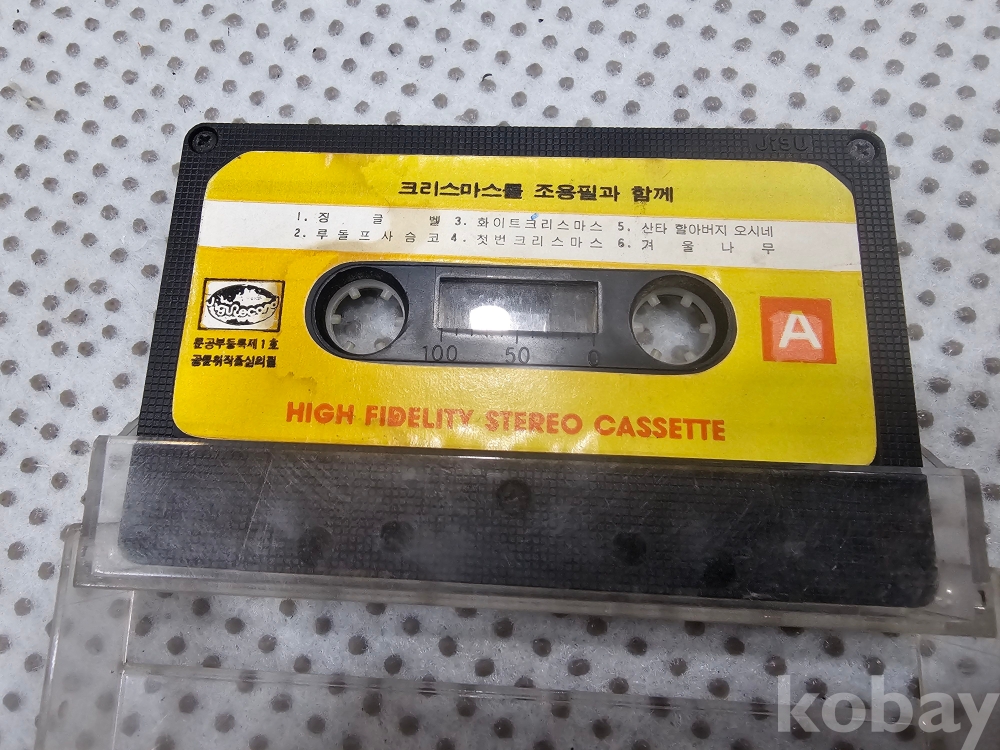 JISU
크리스마스를 조용필과 함께
1. 징 글 벨 3. 화이트크리스마스 5. 산타 할아버지 오시네
2. 루돌프사슴코 4. 첫번크리스마스 6. 겨울나무
JiguRecord
A
문공부등록제1호
공륜위작품심의필
100 50 0
HIGH FIDELITY STEREO CASSETTE
kobay